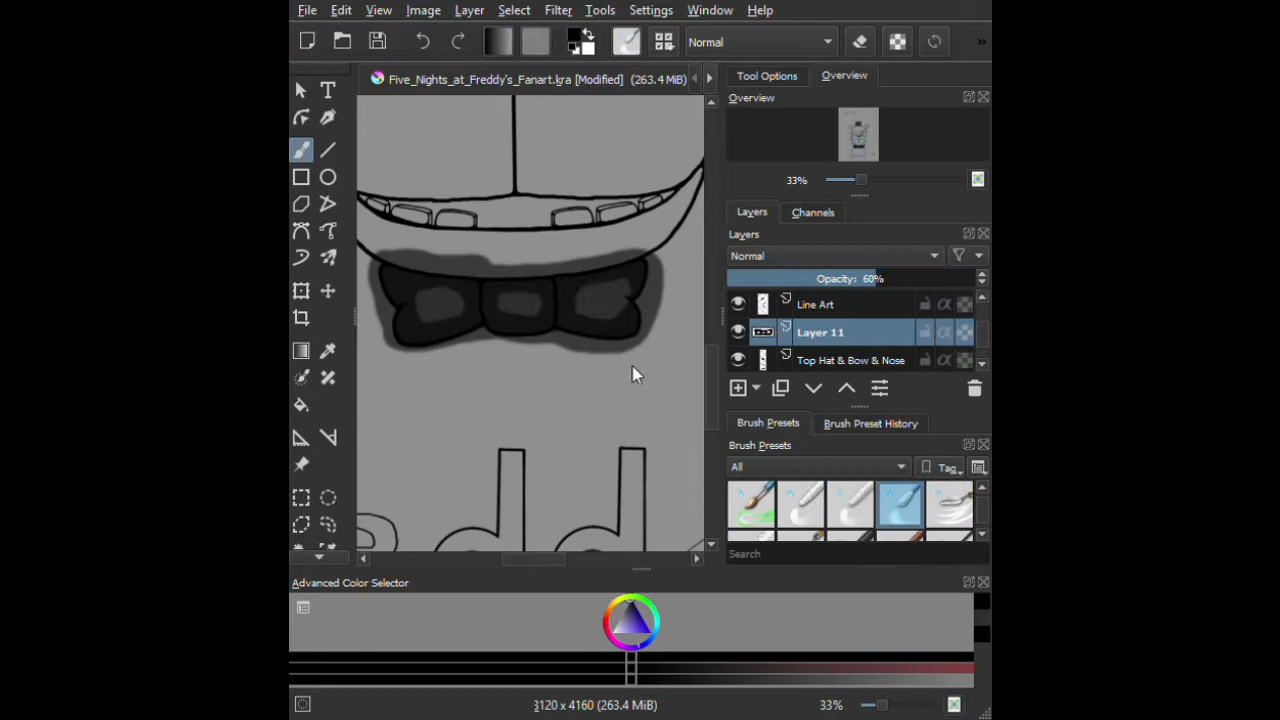 File Edit View Image Layer Select Filter Tools Settings Window Help
Normal
Five_Nights_at_Freddy's_Fanart.kra [Modified] (263.4 MiB)
Tool Options Overview
Overview
33%
Layers Channels
Layers
Normal
Opacity: 60%
Line Art
Layer 11
Top Hat & Bow & Nose
Brush Presets Brush Preset History
Brush Presets
All Tag
Search
dd
Advanced Color Selector
3120 x 4160 (263.4 MiB) 33%